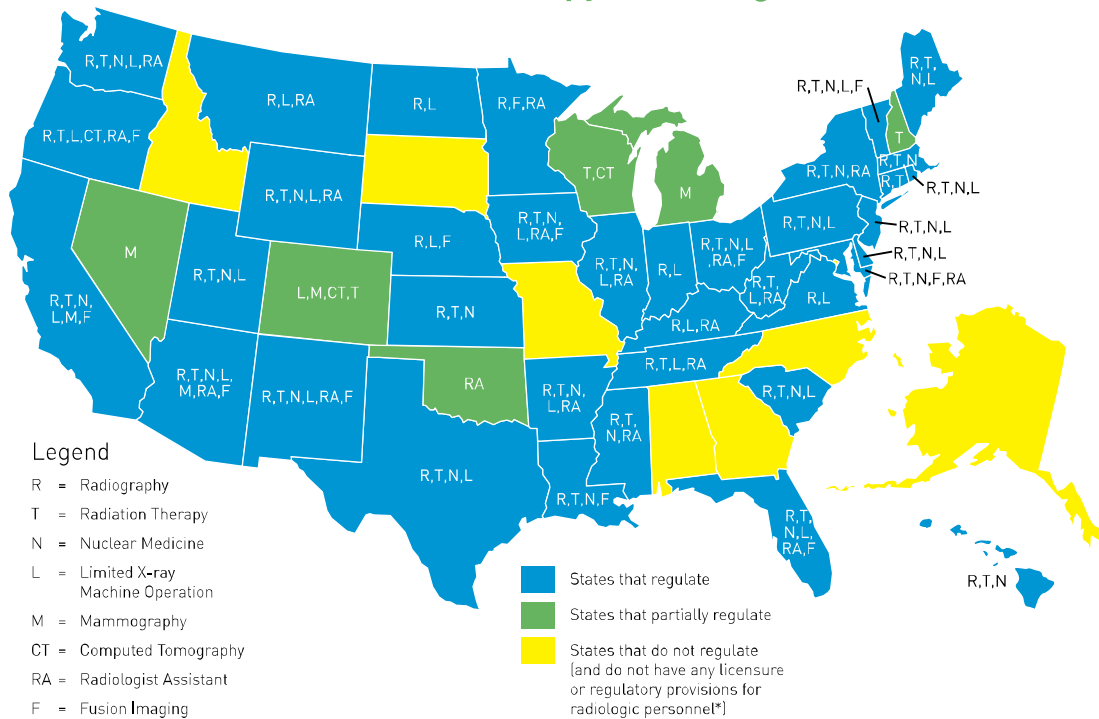 R,T,N,L,RA
R,L,RA
R,L
R,F,RA
R,T,
N,L
R,T,N,L,F
R,T,L,CT,RA,F
T
T,CT
R,T,N
R,T,N,RA
R,T
R,T,N,L
M
R,T,N,L,RA
R,T,N,L
R,T,N,L
R,T,N,
L,RA,F
R,L,F
R,T,N,L
R,T,N,L
,RA,F
M
R,T,N,L
R,T,N,
L,RA
R,L
R,T,N,F,RA
R,T,
L,RA
R,L
L,M,CT,T
R,T,N,
L,M,F
R,T,N
R,L,RA
R,T,L,RA
R,T,N,L,
M,RA,F
R,T,N,L,RA,F
RA
R,T,N,
L,RA
R,T,N,L
R,T,
N,RA
R,T,N,L
R,T,N,F
R,T,
N,L,
RA,F
R,T,N
Legend
R = Radiography
T = Radiation Therapy
N = Nuclear Medicine
L = Limited X-ray
Machine Operation
M = Mammography
CT = Computed Tomography
RA = Radiologist Assistant
F = Fusion Imaging
States that regulate
States that partially regulate
States that do not regulate
(and do not have any licensure
or regulatory provisions for
radiologic personnel*)